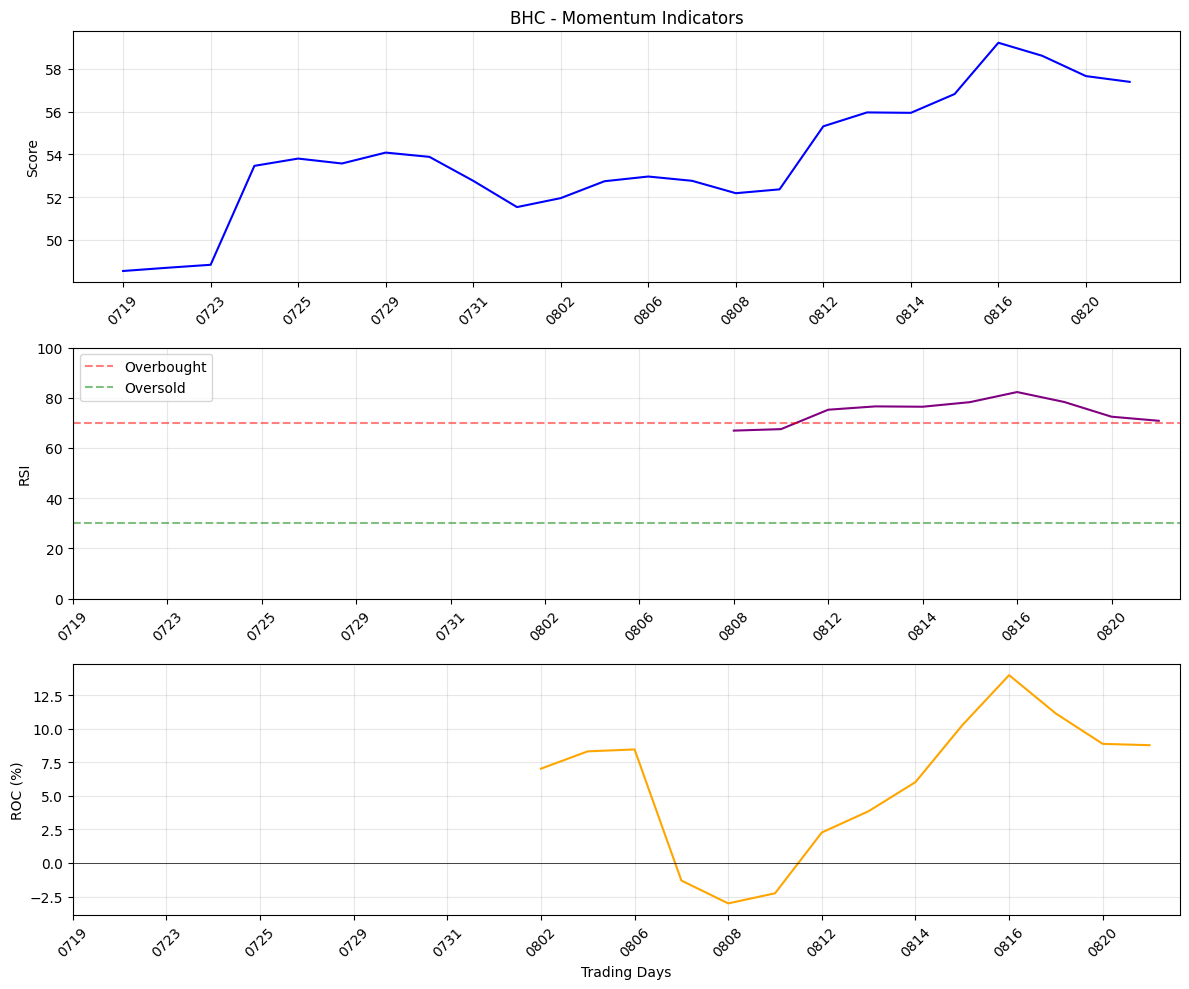 BHC - Momentum Indicators
Score
58
56
54
52
50
0719 0723 0725 0729 0731 0802 0806 0808 0812 0814 0816 0820
RSI
100
80
60
40
20
0
Overbought
Oversold
0719 0723 0725 0729 0731 0802 0806 0808 0812 0814 0816 0820
ROC (%)
12.5
10.0
7.5
5.0
2.5
0.0
−2.5
0719 0723 0725 0729 0731 0802 0806 0808 0812 0814 0816 0820
Trading Days